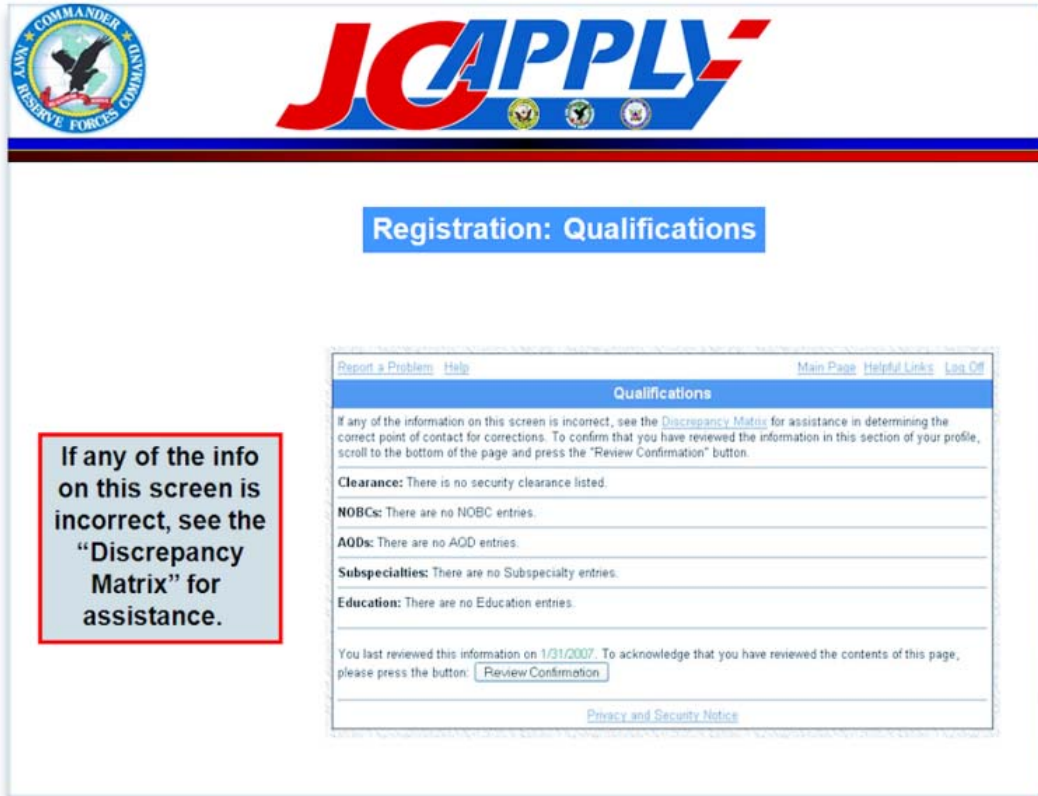 COMMANDER
NAVY RESERVE FORCES COMMAND
JOAPPLY
Registration: Qualifications
If any of the info
on this screen is
incorrect, see the
“Discrepancy
Matrix” for
assistance.
Report a Problem Help Main Page Helpful Links Log Off
Qualifications
If any of the information on this screen is incorrect, see the Discrepancy Matrix for assistance in determining the
correct point of contact for corrections. To confirm that you have reviewed the information in this section of your profile,
scroll to the bottom of the page and press the "Review Confirmation" button.
Clearance: There is no security clearance listed.
NOBCs: There are no NOBC entries.
AQDs: There are no AQD entries.
Subspecialties: There are no Subspecialty entries.
Education: There are no Education entries.
You last reviewed this information on 1/31/2007. To acknowledge that you have reviewed the contents of this page,
please press the button: Review Confirmation
Privacy and Security Notice